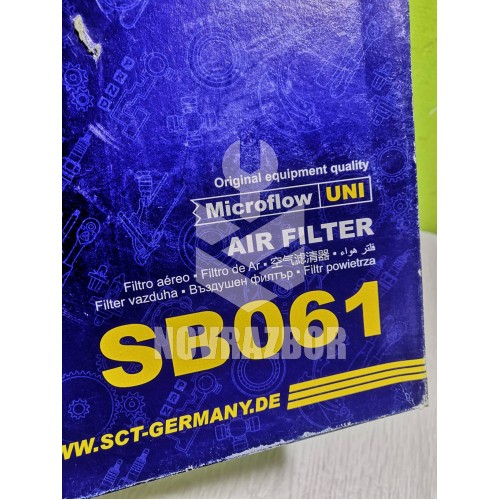 Original equipment quality
Microflow UNI
AIR FILTER
Filtro aéreo • Filtro de Ar • 空气滤清器 • فلتر هواء
Filter vazduha • Въздушен филтър • Filtr powietrza
SB061
NOVRAZBOR
WWW.SCT-GERMANY.DE